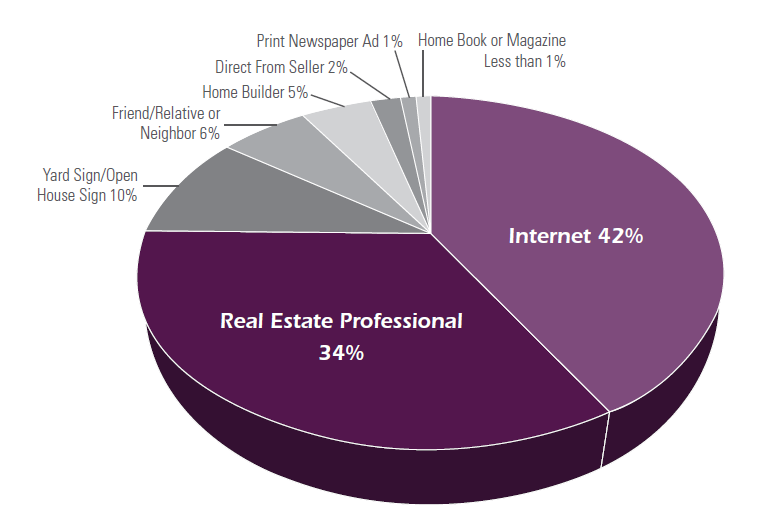 Print Newspaper Ad 1%
Home Book or Magazine
Less than 1%
Direct From Seller 2%
Home Builder 5%
Friend/Relative or
Neighbor 6%
Yard Sign/Open
House Sign 10%
Internet 42%
Real Estate Professional
34%